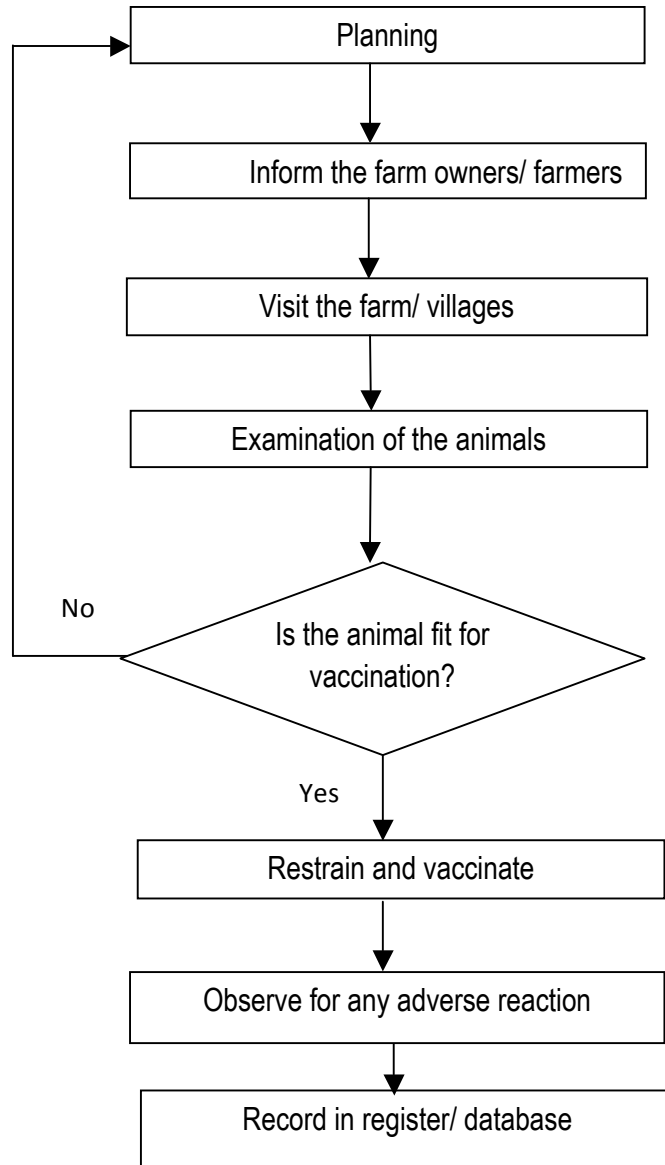 Planning
Inform the farm owners/ farmers
Visit the farm/ villages
Examination of the animals
No
Is the animal fit for
vaccination?
Yes
Restrain and vaccinate
Observe for any adverse reaction
Record in register/ database